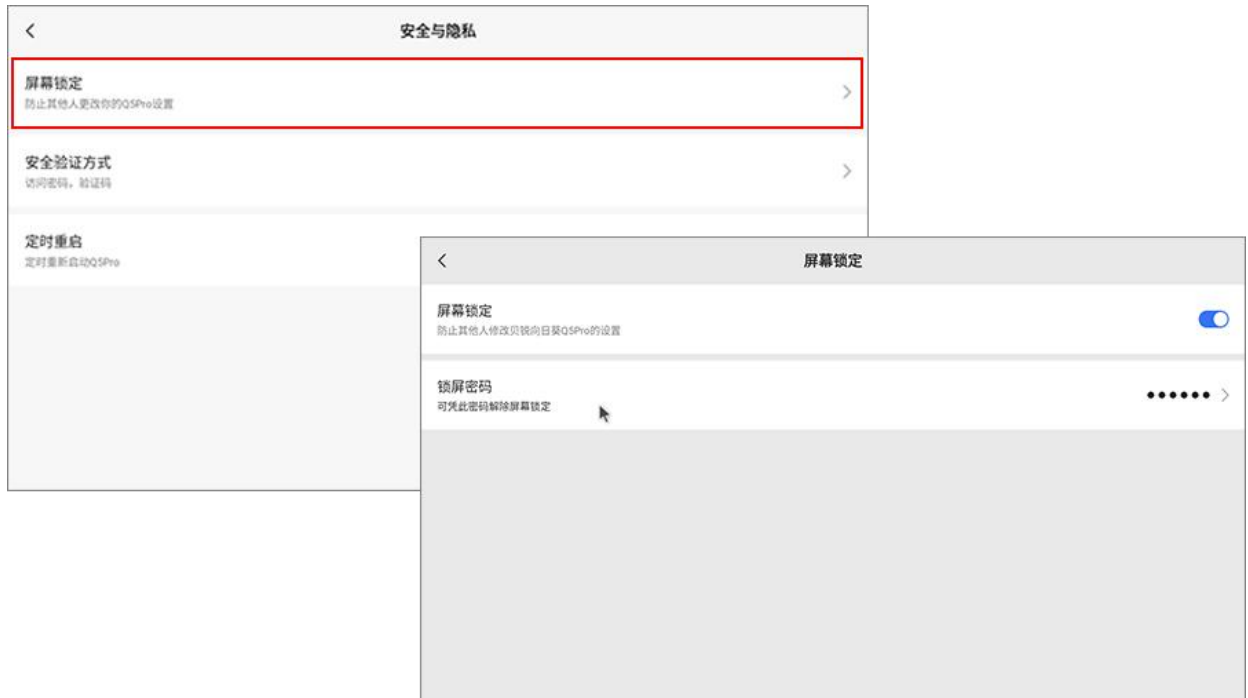 安全与隐私
屏幕锁定
防止其他人更改你的Q5Pro设置
安全验证方式
访问密码，验证码
定时重启
定时重新启动Q5Pro
屏幕锁定
屏幕锁定
防止其他人修改贝锐向日葵Q5Pro的设置
锁屏密码
可凭此密码解除屏幕锁定
••••••